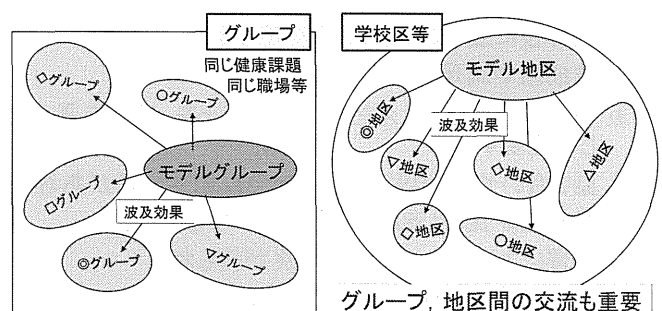 グループ
同じ健康課題
同じ職場等
◇グループ
○グループ
モデルグループ
□グループ
波及効果
◎グループ
▽グループ
学校区等
モデル地区
◎地区
波及効果
▽地区
◇地区
△地区
◇地区
○地区
グループ，地区間の交流も重要